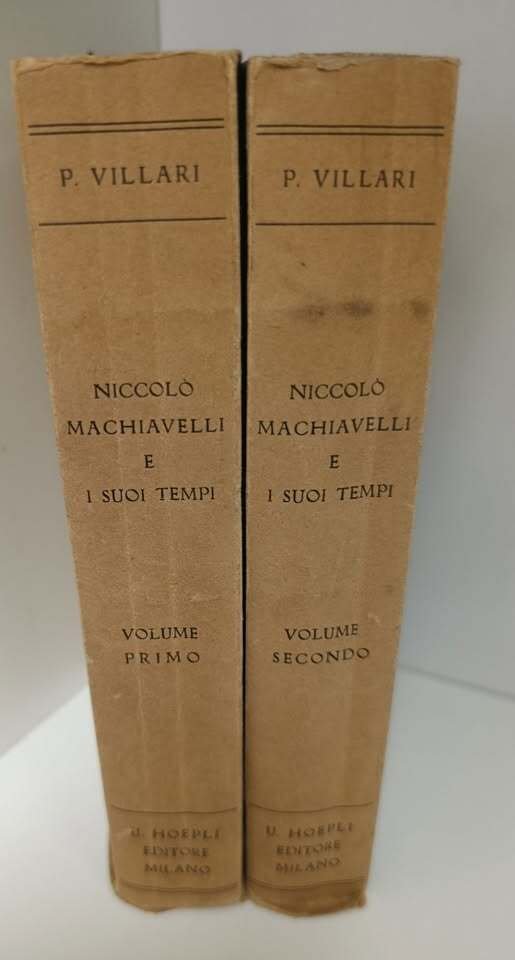 P. VILLARI
NICCOLÒ
MACHIAVELLI
E
I SUOI TEMPI
VOLUME
PRIMO
U. HOEPLI
EDITORE
MILANO
P. VILLARI
NICCOLÒ
MACHIAVELLI
E
I SUOI TEMPI
VOLUME
SECONDO
U. HOEPLI
EDITORE
MILANO